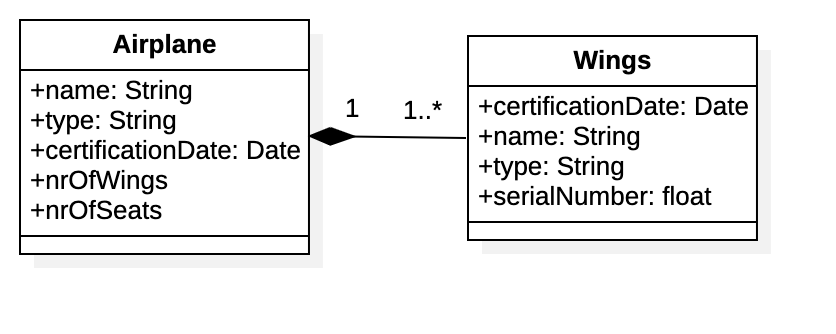 Airplane
+name: String
+type: String
+certificationDate: Date
+nrOfWings
+nrOfSeats
1
1..*
Wings
+certificationDate: Date
+name: String
+type: String
+serialNumber: float